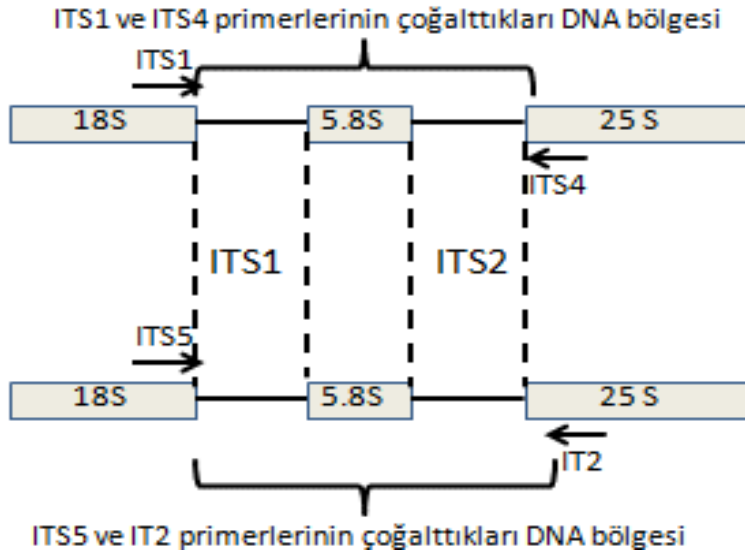 ITS1 ve ITS4 primerlerinin çoğalttıkları DNA bölgesi
ITS1
18S 5.8S 25 S
ITS4
ITS1 ITS2
ITS5
18S 5.8S 25 S
IT2
ITS5 ve IT2 primerlerinin çoğalttıkları DNA bölgesi